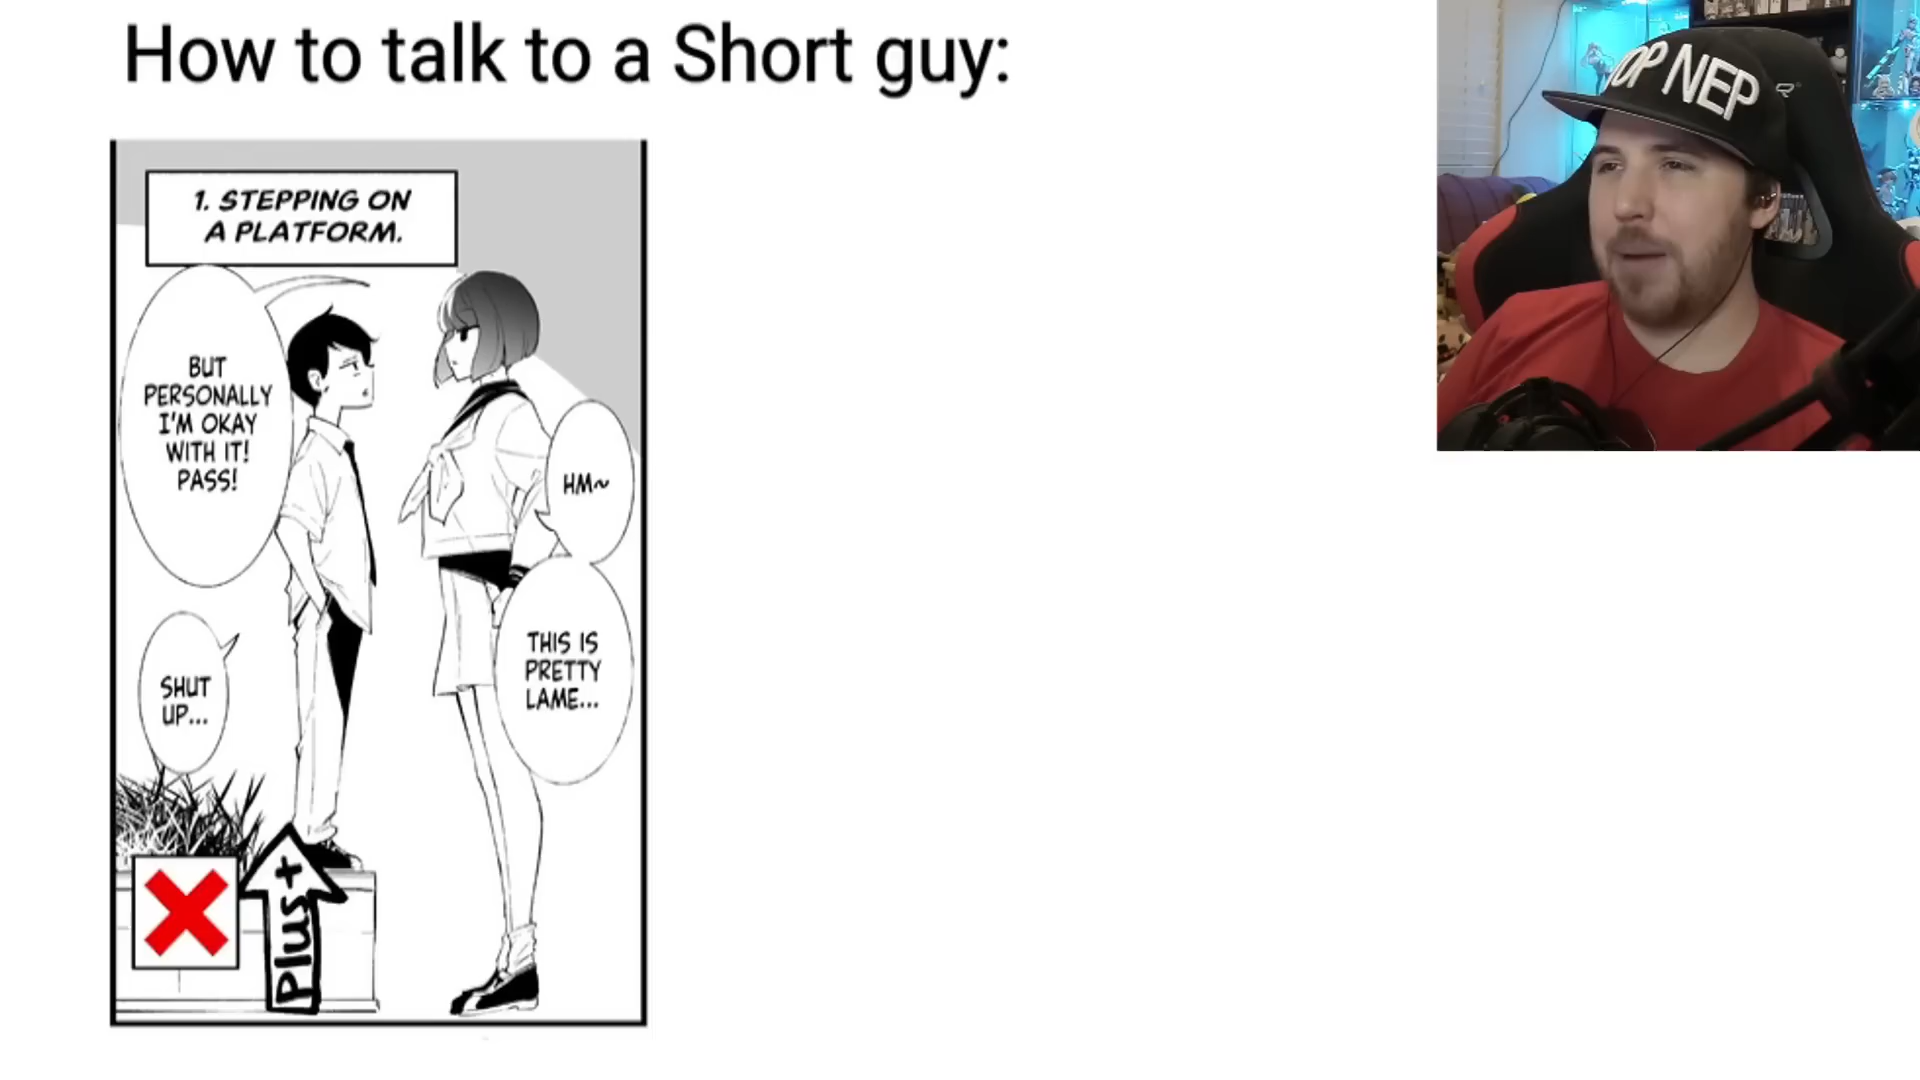 How to talk to a Short guy:
1. STEPPING ON
A PLATFORM.
BUT
PERSONALLY
I'M OKAY
WITH IT!
PASS!
HM~
THIS IS
PRETTY
LAME...
SHUT
UP...
Plus+
OP NEP